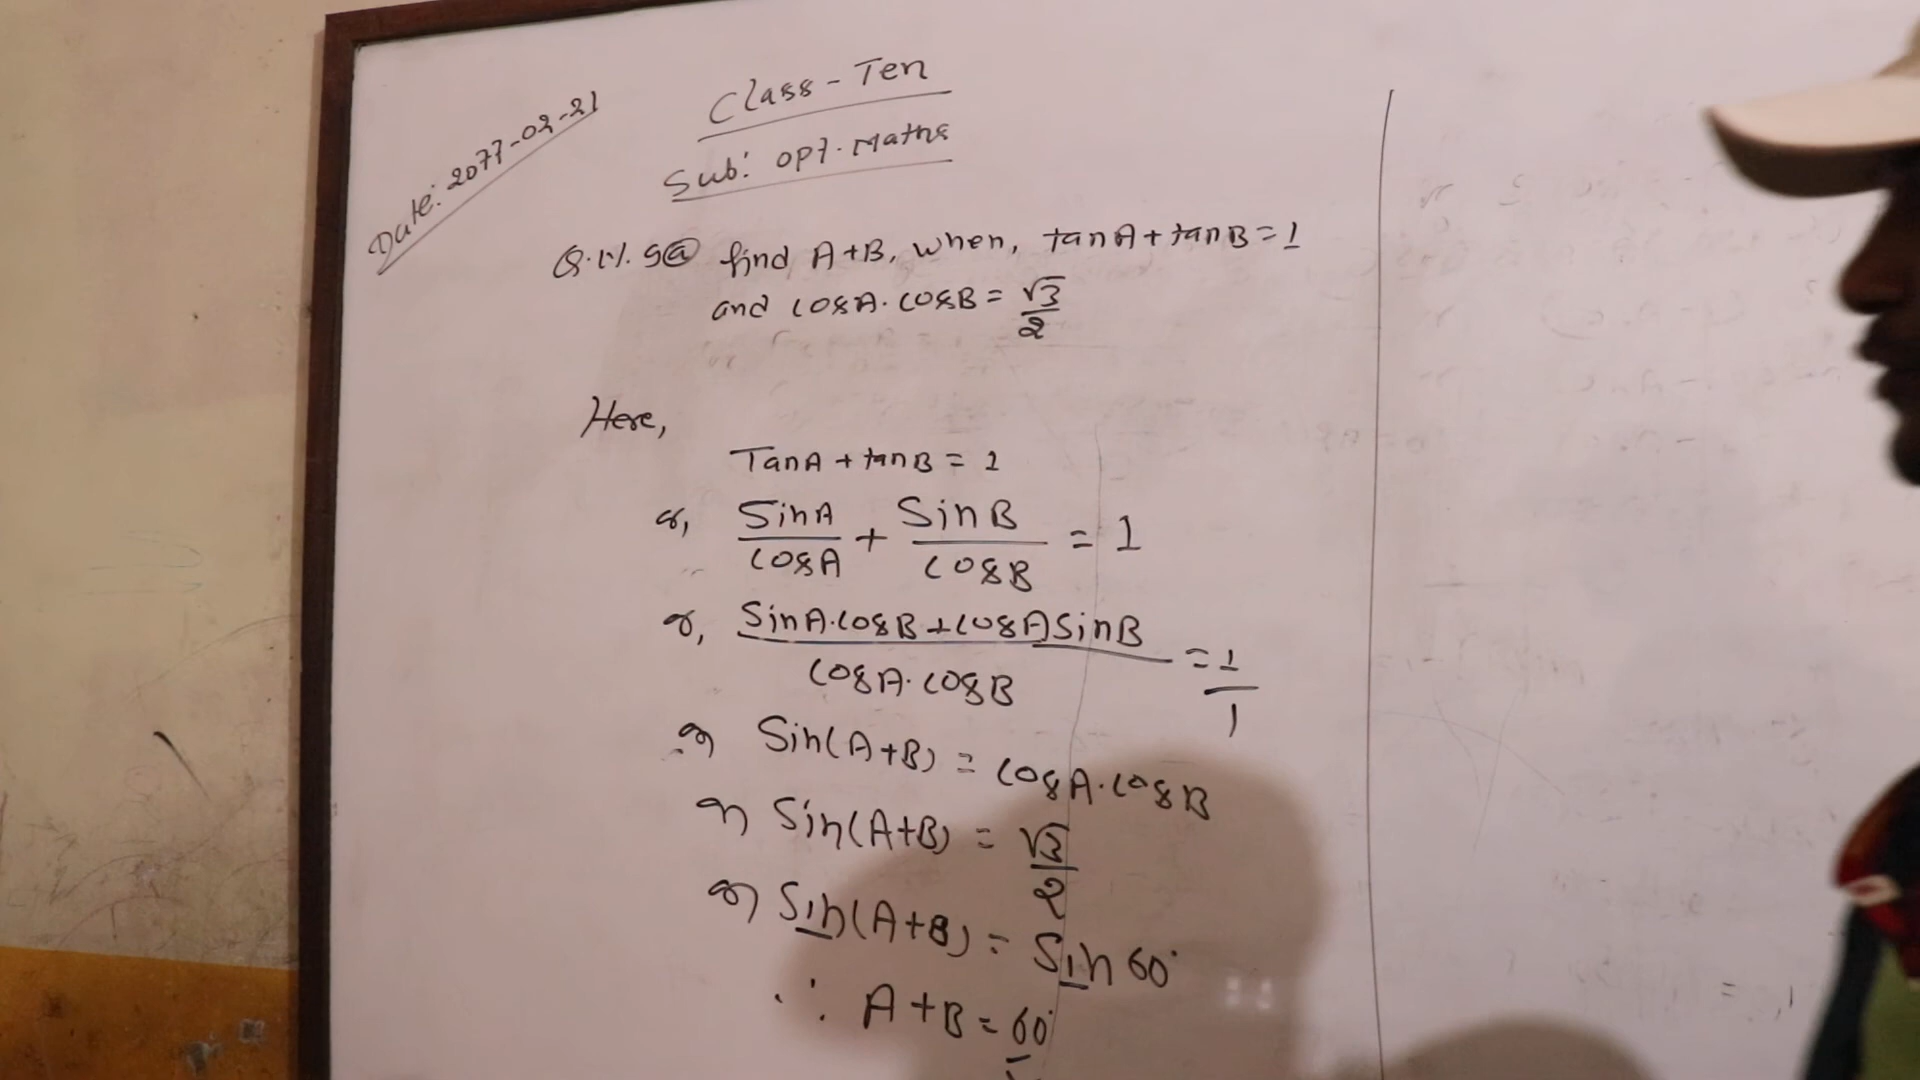 Date: 2077-02-21
Class - Ten
Sub: Opt. Maths
Q.N. 9(a) find A+B, when, tanA + tanB = 1
and cosA. cosB = √3/2
Here,
TanA + tanB = 1
or, SinA/cosA + SinB/cosB = 1
or, SinA.cosB + cosA SinB/cosA. cosB = 1/1
or Sin(A+B) = cosA. cosB
or Sin(A+B) = √3/2
or Sin(A+B) = Sin 60°
∴ A+B = 60°